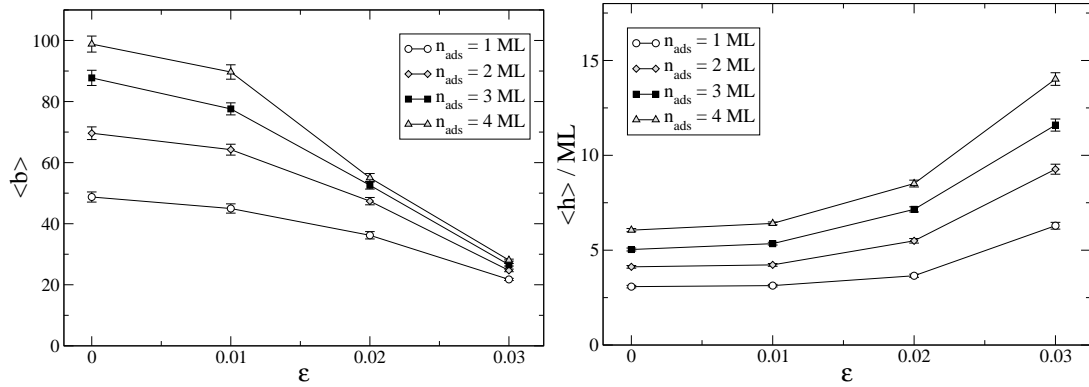 <b>
100
80
60
40
20
0
0
0.01
0.02
0.03
ε
n_ads = 1 ML
n_ads = 2 ML
n_ads = 3 ML
n_ads = 4 ML
<h> / ML
15
10
5
0
0
0.01
0.02
0.03
ε
n_ads = 1 ML
n_ads = 2 ML
n_ads = 3 ML
n_ads = 4 ML